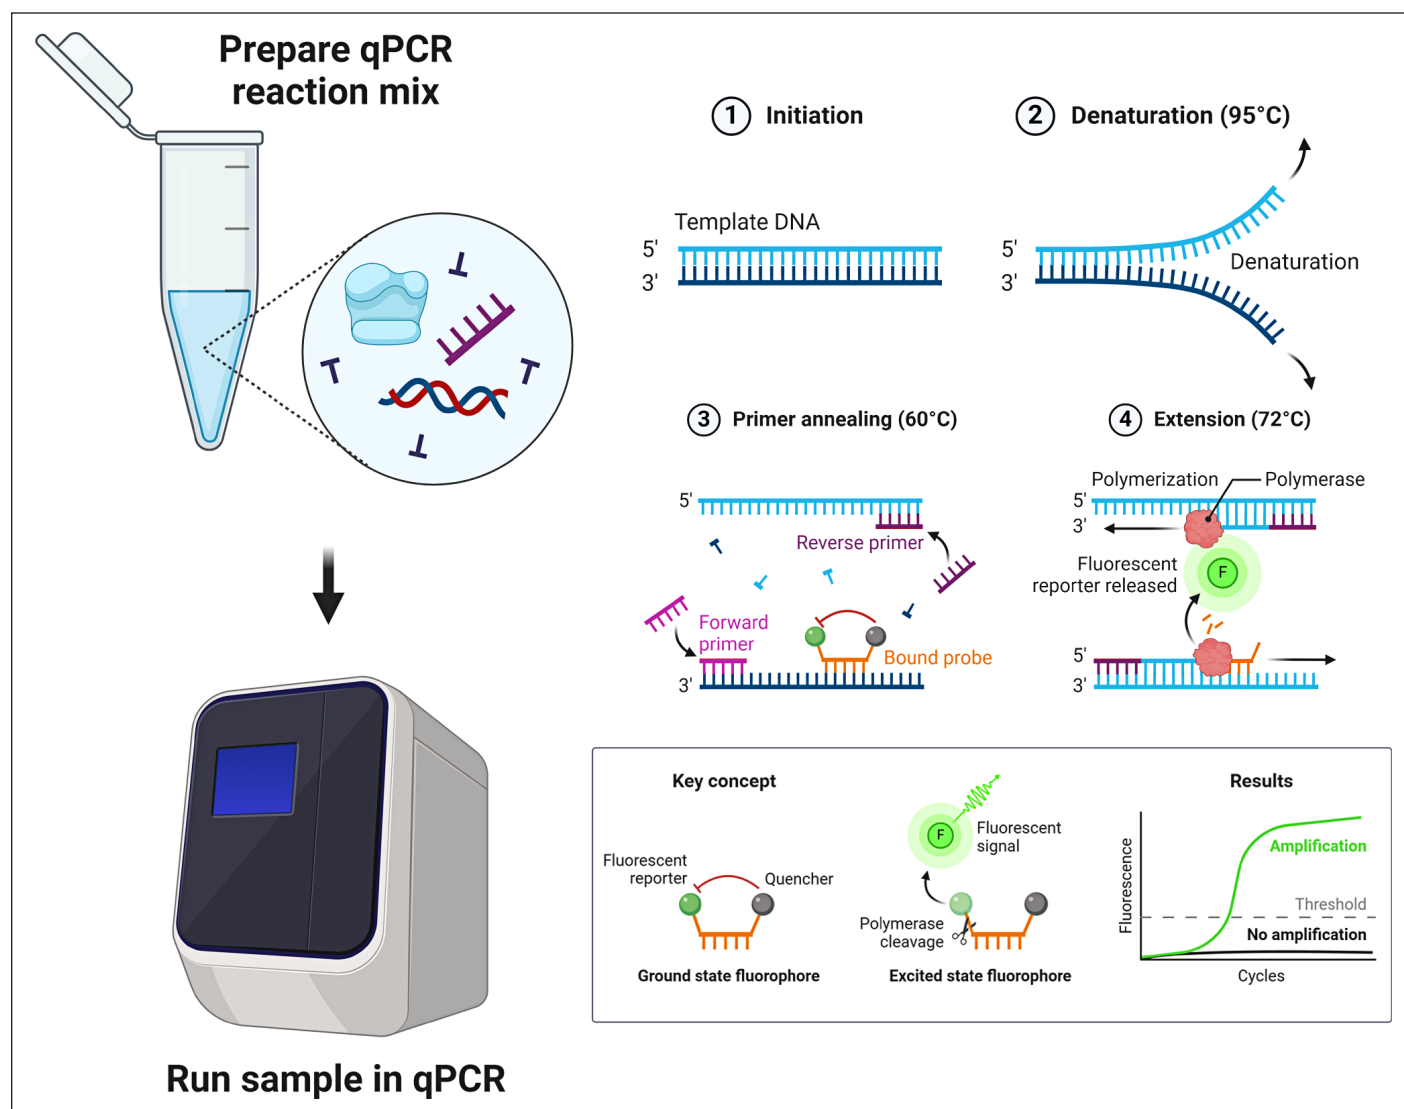 Prepare qPCR
reaction mix
Run sample in qPCR
1 Initiation
Template DNA
5'
3'
2 Denaturation (95°C)
5'
3'
Denaturation
3 Primer annealing (60°C)
5'
Reverse primer
Forward
primer
Bound probe
3'
4 Extension (72°C)
Polymerization
Polymerase
5'
3'
Fluorescent
reporter released
F
5'
3'
Key concept
Fluorescent
reporter
Quencher
Ground state fluorophore
F
Fluorescent
signal
Polymerase
cleavage
Excited state fluorophore
Results
Fluorescence
Amplification
Threshold
No amplification
Cycles